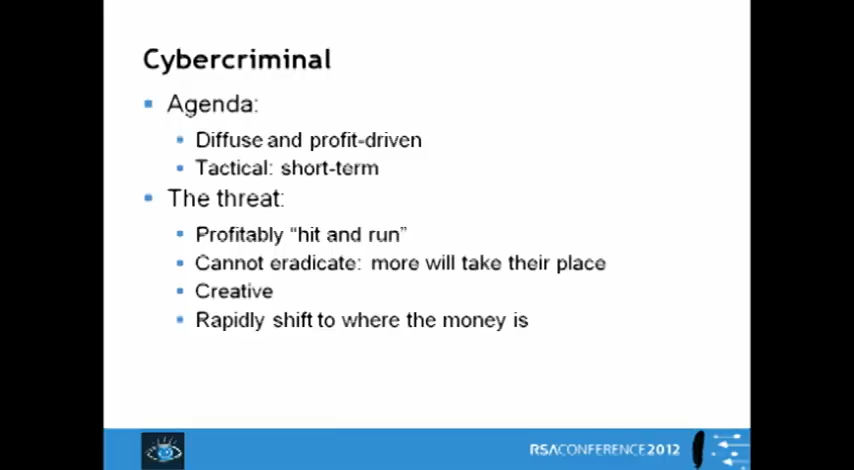 Cybercriminal
Agenda:
Diffuse and profit-driven
Tactical: short-term
The threat:
Profitably “hit and run”
Cannot eradicate: more will take their place
Creative
Rapidly shift to where the money is
RSACONFERENCE2012